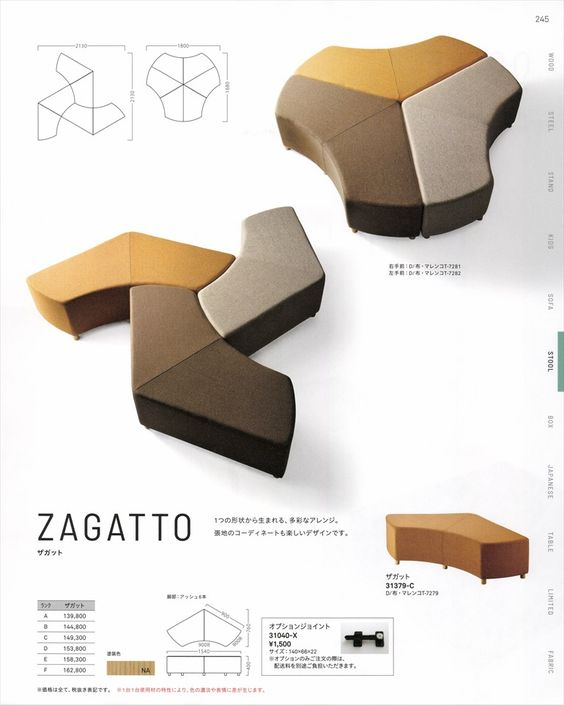 245
2130
1800
2130
1680
WOOD
STEEL
STAND
KIDS
SOFA
STOOL
BOX
JAPANESE
TABLE
LIMITED
FABRIC
右手前：D/布・マレンコT-7281
左手前：D/布・マレンコT-7282
ZAGATTO
ザガット
1つの形状から生まれる、多彩なアレンジ。
張地のコーディネートも楽しいデザインです。
ザガット
31379-C
D/布・マレンコT-7279
ランク ザガット
A 139,800
B 144,800
C 149,300
D 153,800
E 158,300
F 162,800
脚部：アッシュ6本
塗装色
NA
900
760
900R
900R
1540
400
オプションジョイント
31040-X
¥1,500
サイズ：140×66×22
※オプションのみご注文の際は、
配送料を別途ご負担いただきます。
※価格は全て、税抜き表記です。 ※1台1台使用材の特性により、色の濃淡や表情に差が生じます。